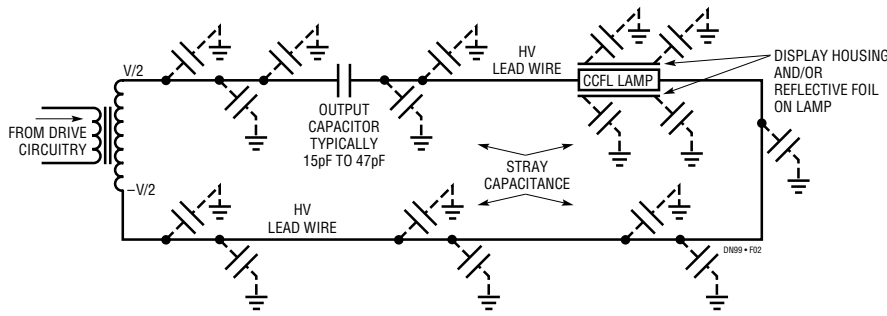 V/2
HV
LEAD WIRE
CCFL LAMP
DISPLAY HOUSING
AND/OR
REFLECTIVE FOIL
ON LAMP
FROM DRIVE
CIRCUITRY
OUTPUT
CAPACITOR
TYPICALLY
15pF TO 47pF
STRAY
CAPACITANCE
–V/2
HV
LEAD WIRE
DN99 • F02